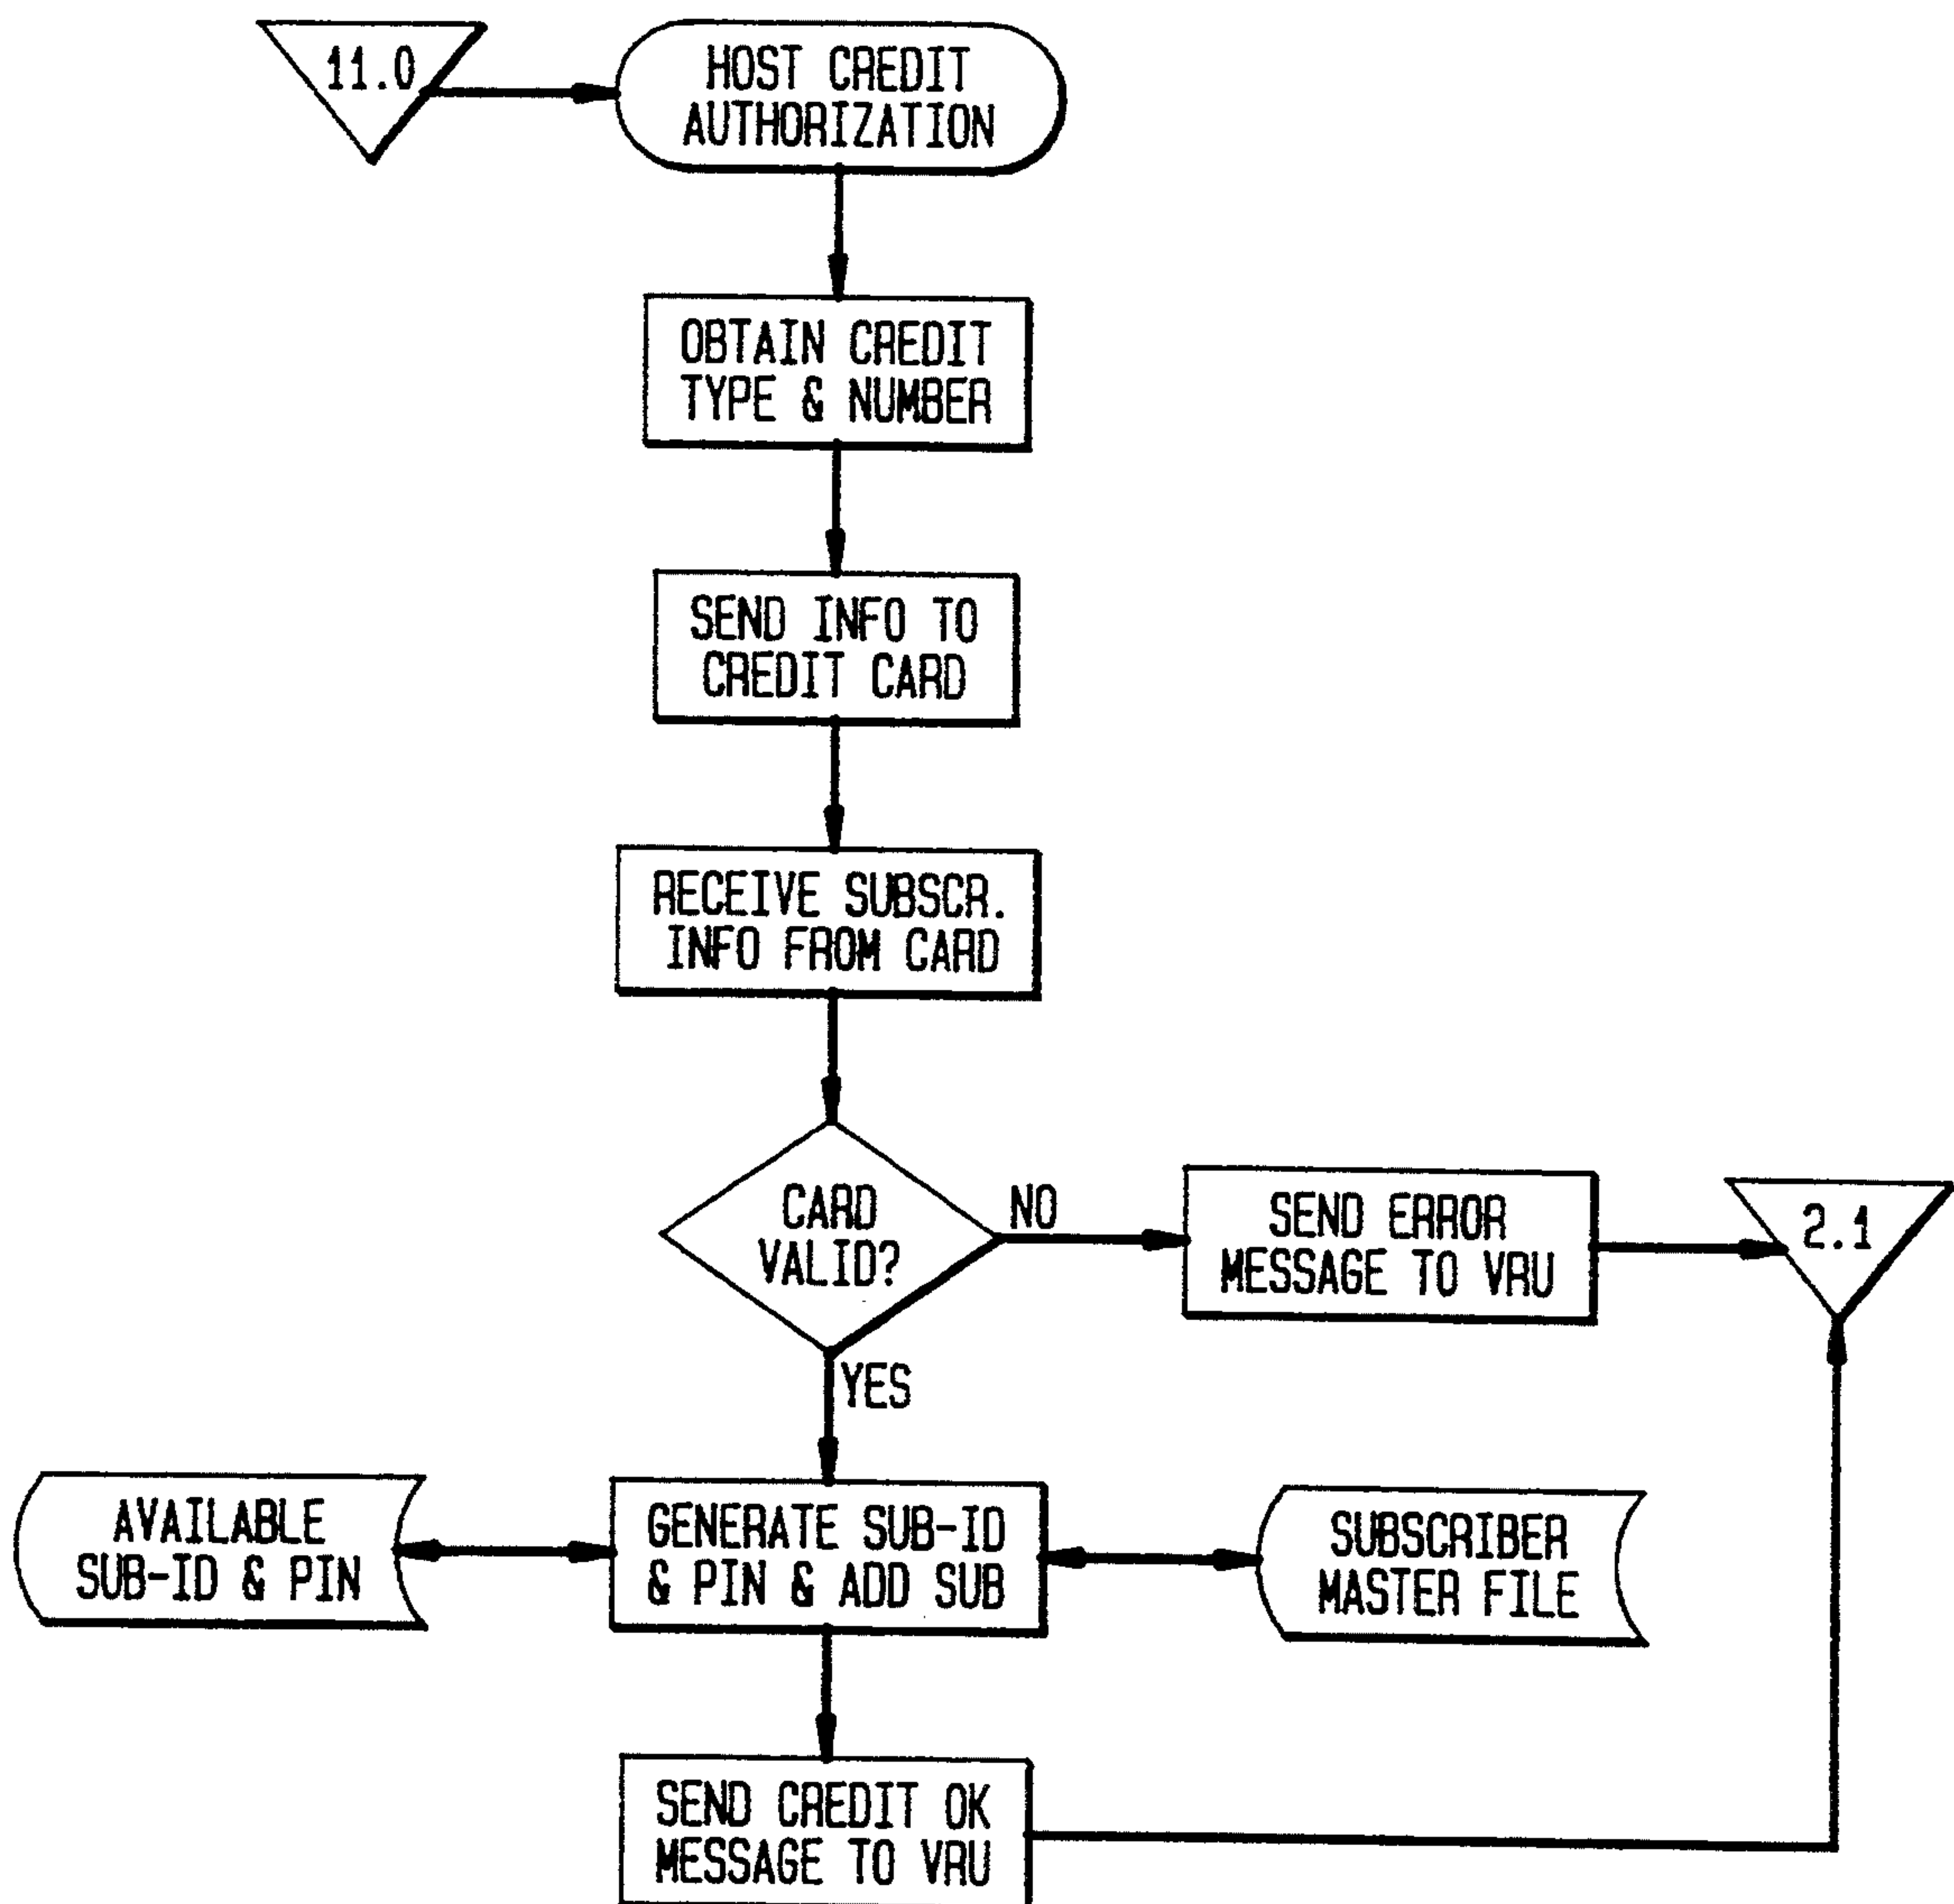 11.0
HOST CREDIT
AUTHORIZATION
OBTAIN CREDIT
TYPE & NUMBER
SEND INFO TO
CREDIT CARD
RECEIVE SUBSCR.
INFO FROM CARD
CARD
VALID?
NO
SEND ERROR
MESSAGE TO VRU
2.1
YES
AVAILABLE
SUB-ID & PIN
GENERATE SUB-ID
& PIN & ADD SUB
SUBSCRIBER
MASTER FILE
SEND CREDIT OK
MESSAGE TO VRU